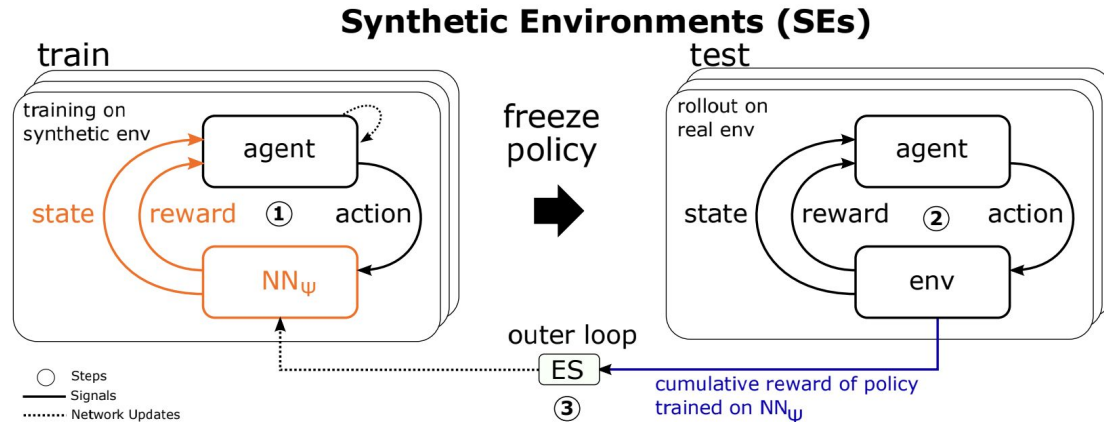 Synthetic Environments (SEs)
train
training on
synthetic env
agent
state
reward
①
action
NNψ
freeze
policy
test
rollout on
real env
agent
state
reward
②
action
env
outer loop
ES
③
cumulative reward of policy
trained on NNψ
Steps
Signals
Network Updates